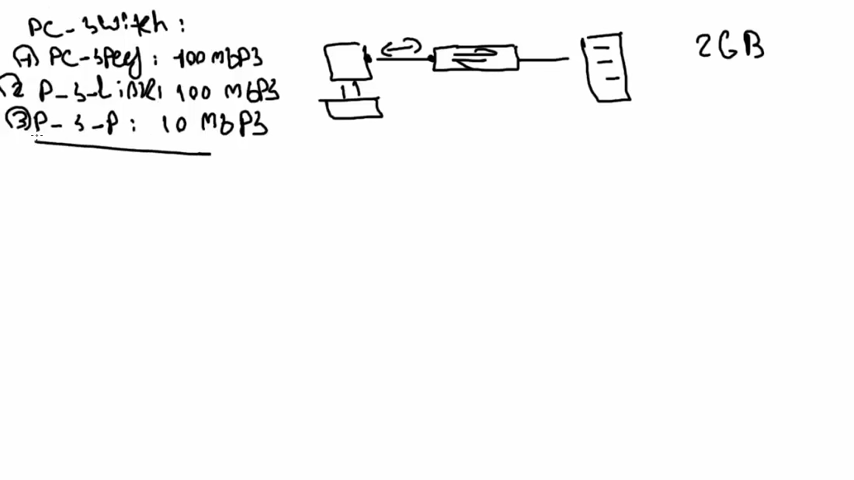 PC-Switch:
① PC-Speed: 100 mbps
② P-S-Link: 100 Mbps
③ P-S-P: 10 Mbps
2GB